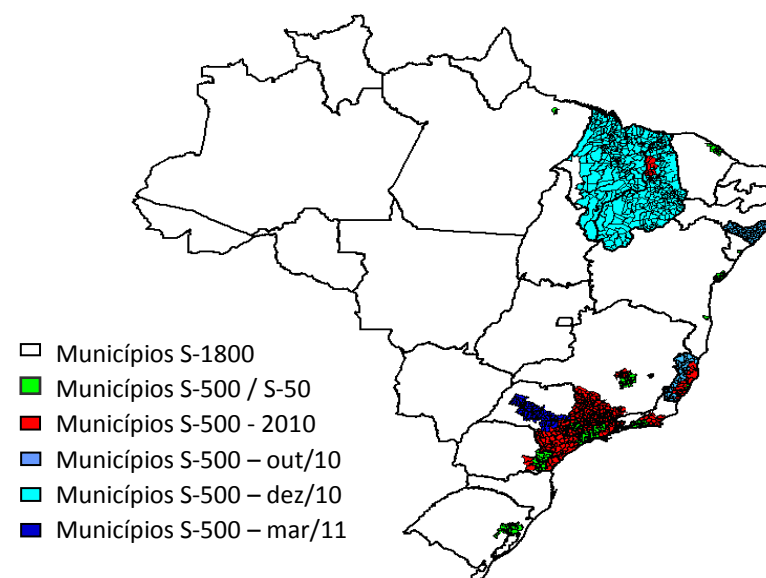 Municípios S-1800
Municípios S-500 / S-50
Municípios S-500 - 2010
Municípios S-500 – out/10
Municípios S-500 – dez/10
Municípios S-500 – mar/11